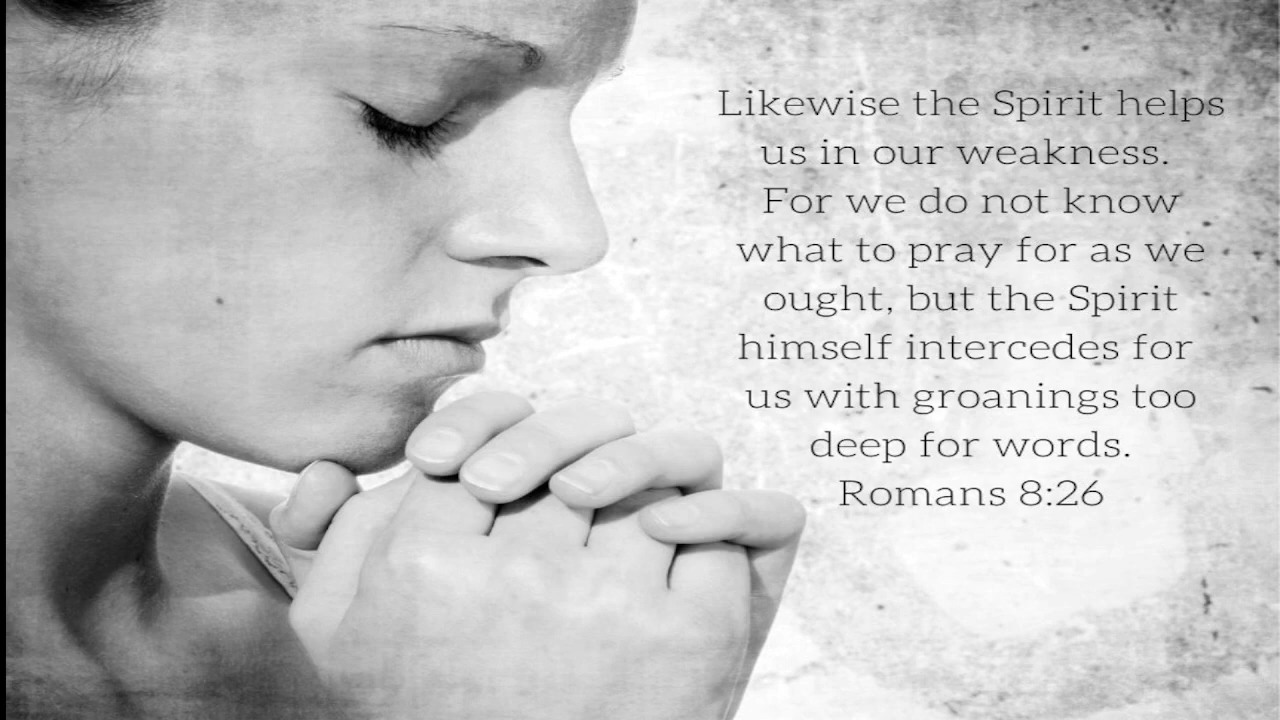 Likewise the Spirit helps
us in our weakness.
For we do not know
what to pray for as we
ought, but the Spirit
himself intercedes for
us with groanings too
deep for words.
Romans 8:26